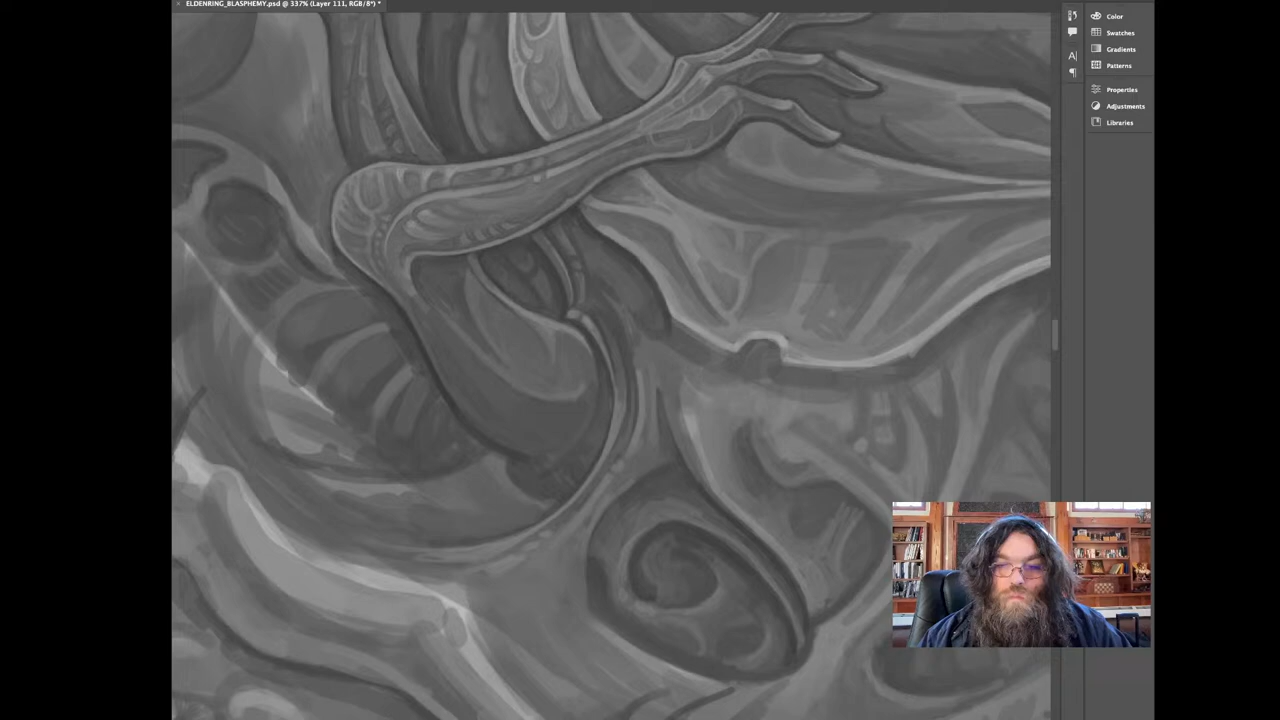 × ELDENRING_BLASPHEMY.psd @ 337% (Layer 111, RGB/8*) *
Color
Swatches
Gradients
A|
Patterns
¶
Properties
Adjustments
Libraries